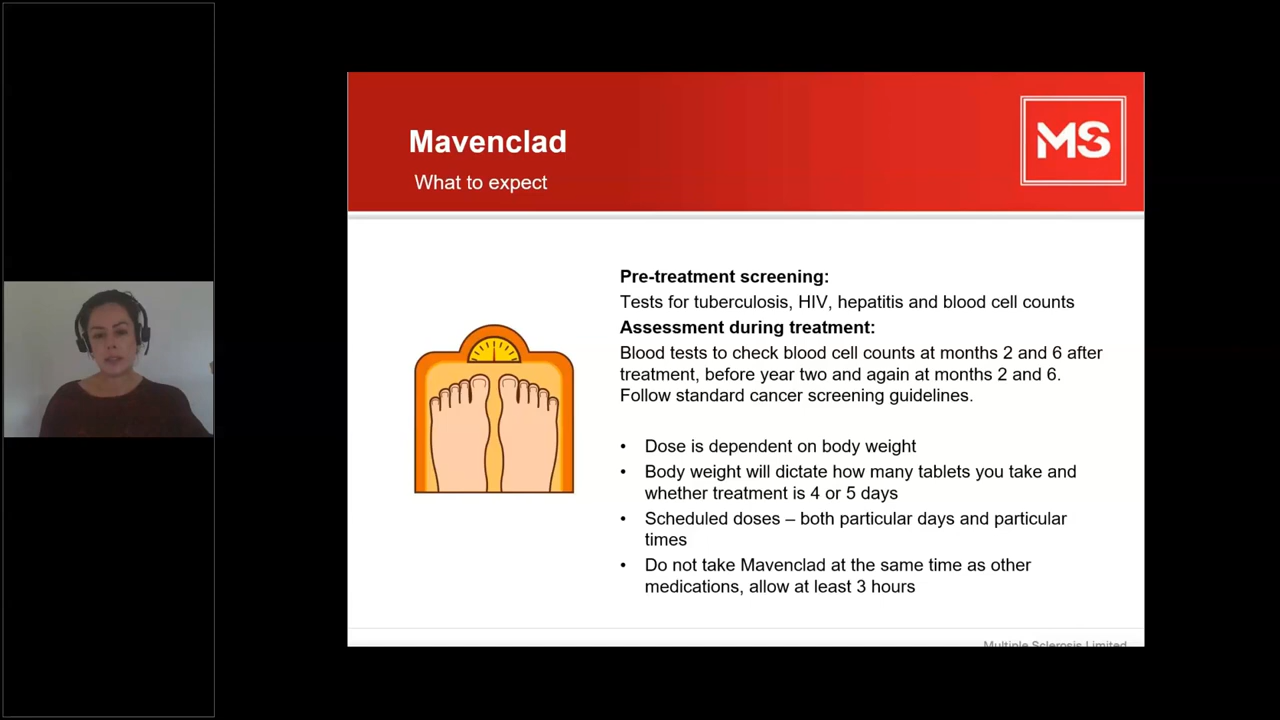 Mavenclad
What to expect
MS
Pre-treatment screening:
Tests for tuberculosis, HIV, hepatitis and blood cell counts
Assessment during treatment:
Blood tests to check blood cell counts at months 2 and 6 after
treatment, before year two and again at months 2 and 6.
Follow standard cancer screening guidelines.
• Dose is dependent on body weight
• Body weight will dictate how many tablets you take and
whether treatment is 4 or 5 days
• Scheduled doses – both particular days and particular
times
• Do not take Mavenclad at the same time as other
medications, allow at least 3 hours
Multiple Sclerosis Limited